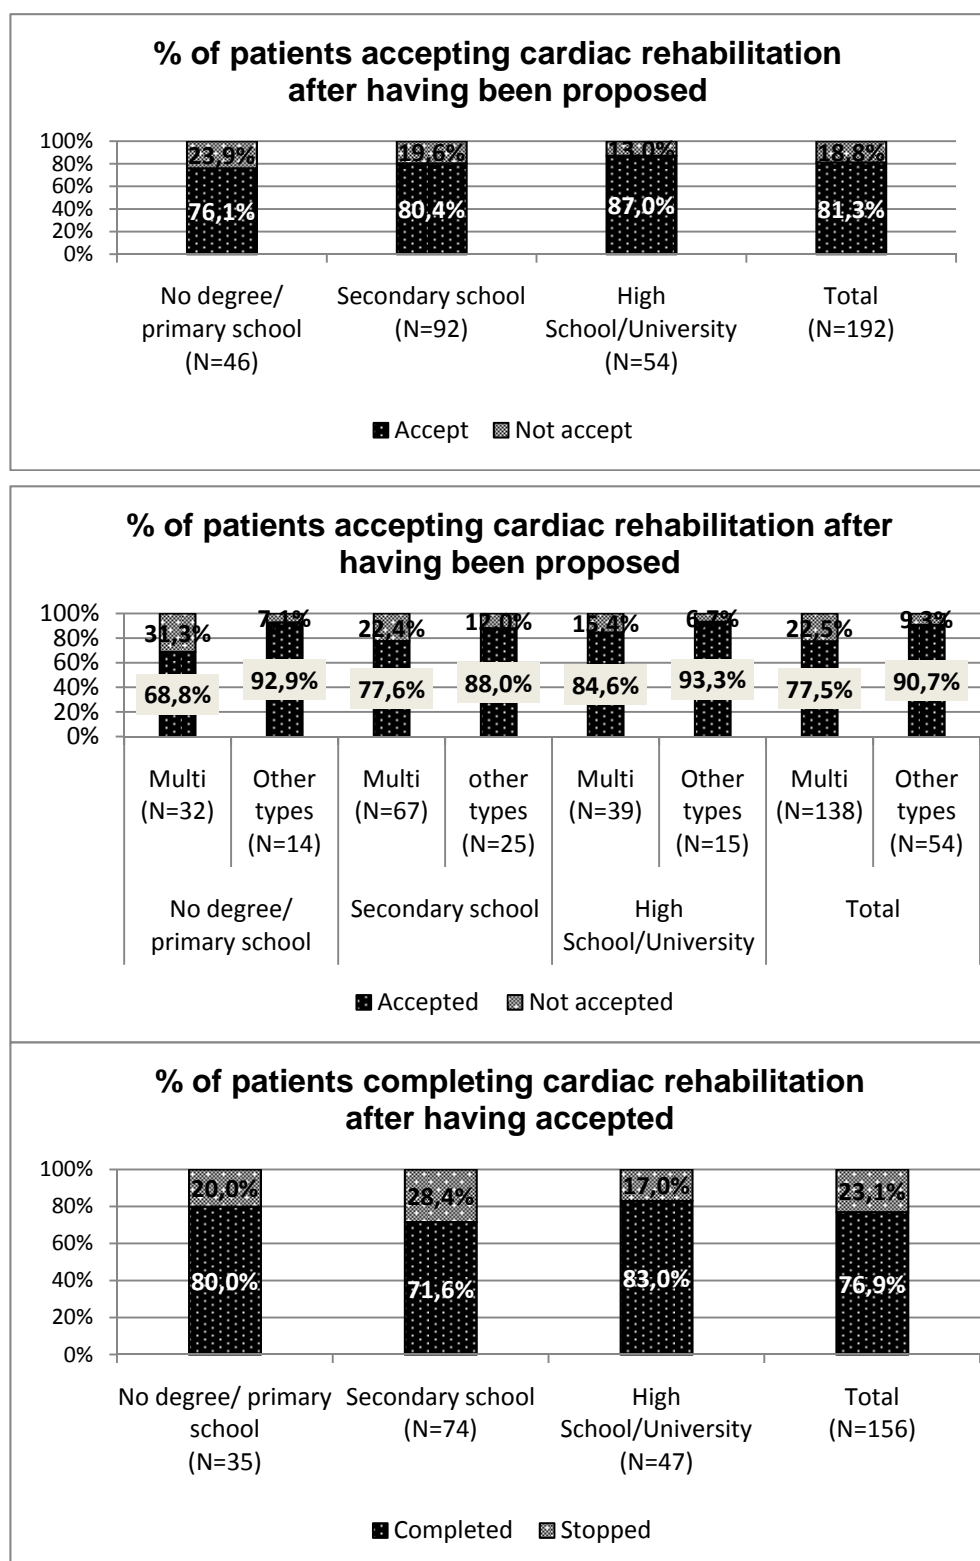 % of patients accepting cardiac rehabilitation
after having been proposed
100%
80%
60%
40%
20%
0%
23,9%
19,6%
13,0%
18,8%
76,1%
80,4%
87,0%
81,3%
No degree/
primary school
(N=46)
Secondary school
(N=92)
High
School/University
(N=54)
Total
(N=192)
Accept Not accept
% of patients accepting cardiac rehabilitation after
having been proposed
100%
80%
60%
40%
20%
0%
31,3%
7,1%
22,4%
12,0%
15,4%
6,7%
22,5%
9,3%
68,8%
92,9%
77,6%
88,0%
84,6%
93,3%
77,5%
90,7%
Multi
(N=32)
Other
types
(N=14)
Multi
(N=67)
other
types
(N=25)
Multi
(N=39)
Other
types
(N=15)
Multi
(N=138)
Other
types
(N=54)
No degree/
primary school
Secondary school
High
School/University
Total
Accepted Not accepted
% of patients completing cardiac rehabilitation
after having accepted
100%
80%
60%
40%
20%
0%
20,0%
28,4%
17,0%
23,1%
80,0%
71,6%
83,0%
76,9%
No degree/ primary
school
(N=35)
Secondary school
(N=74)
High
School/University
(N=47)
Total
(N=156)
Completed Stopped